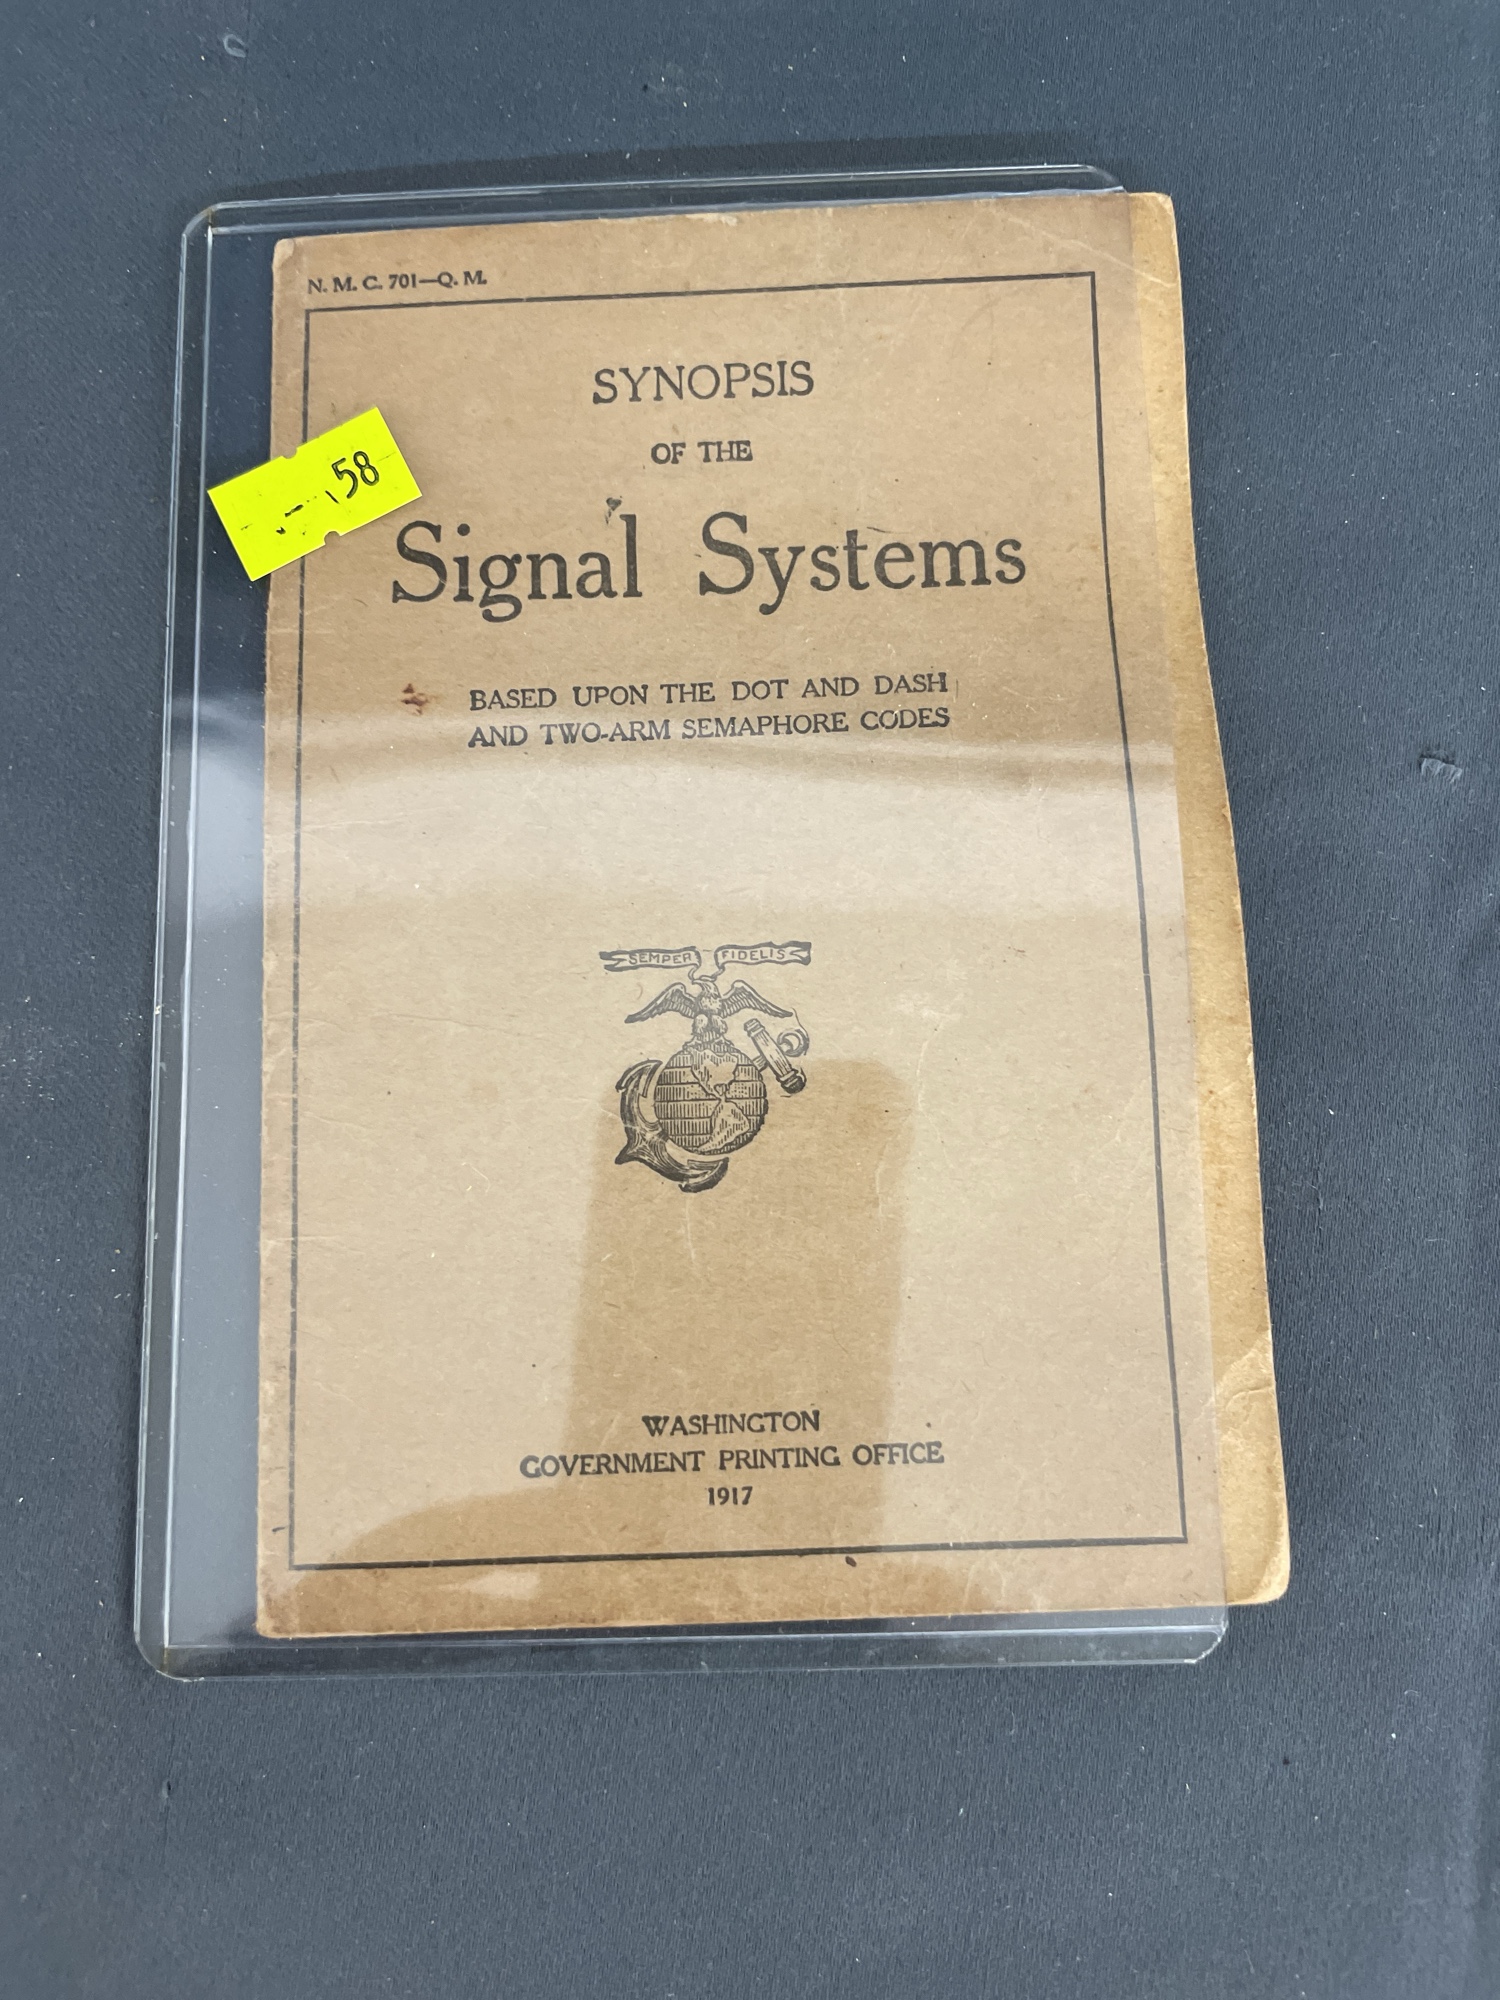 N. M. C. 701—Q. M.
SYNOPSIS
OF THE
Signal Systems
BASED UPON THE DOT AND DASH
AND TWO-ARM SEMAPHORE CODES
SEMPER FIDELIS
WASHINGTON
GOVERNMENT PRINTING OFFICE
1917
58